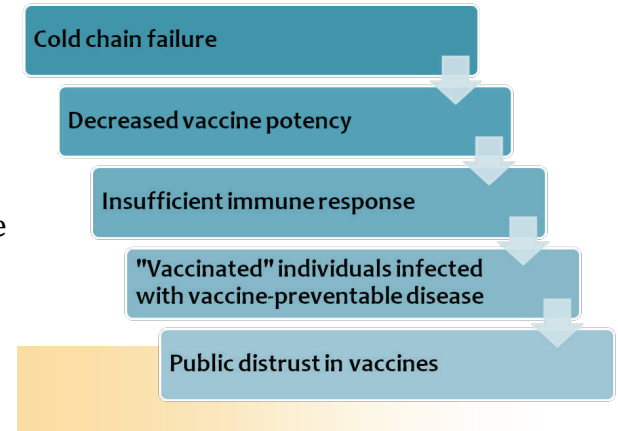 Cold chain failure
Decreased vaccine potency
Insufficient immune response
e
"Vaccinated" individuals infected
with vaccine-preventable disease
Public distrust in vaccines